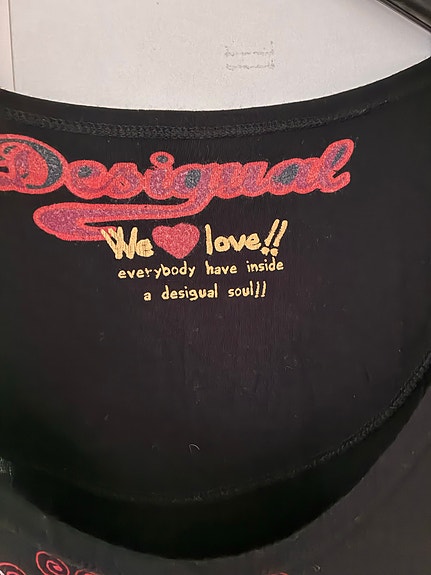 Desigual
We love!!
everybody have inside
a desigual soul!!